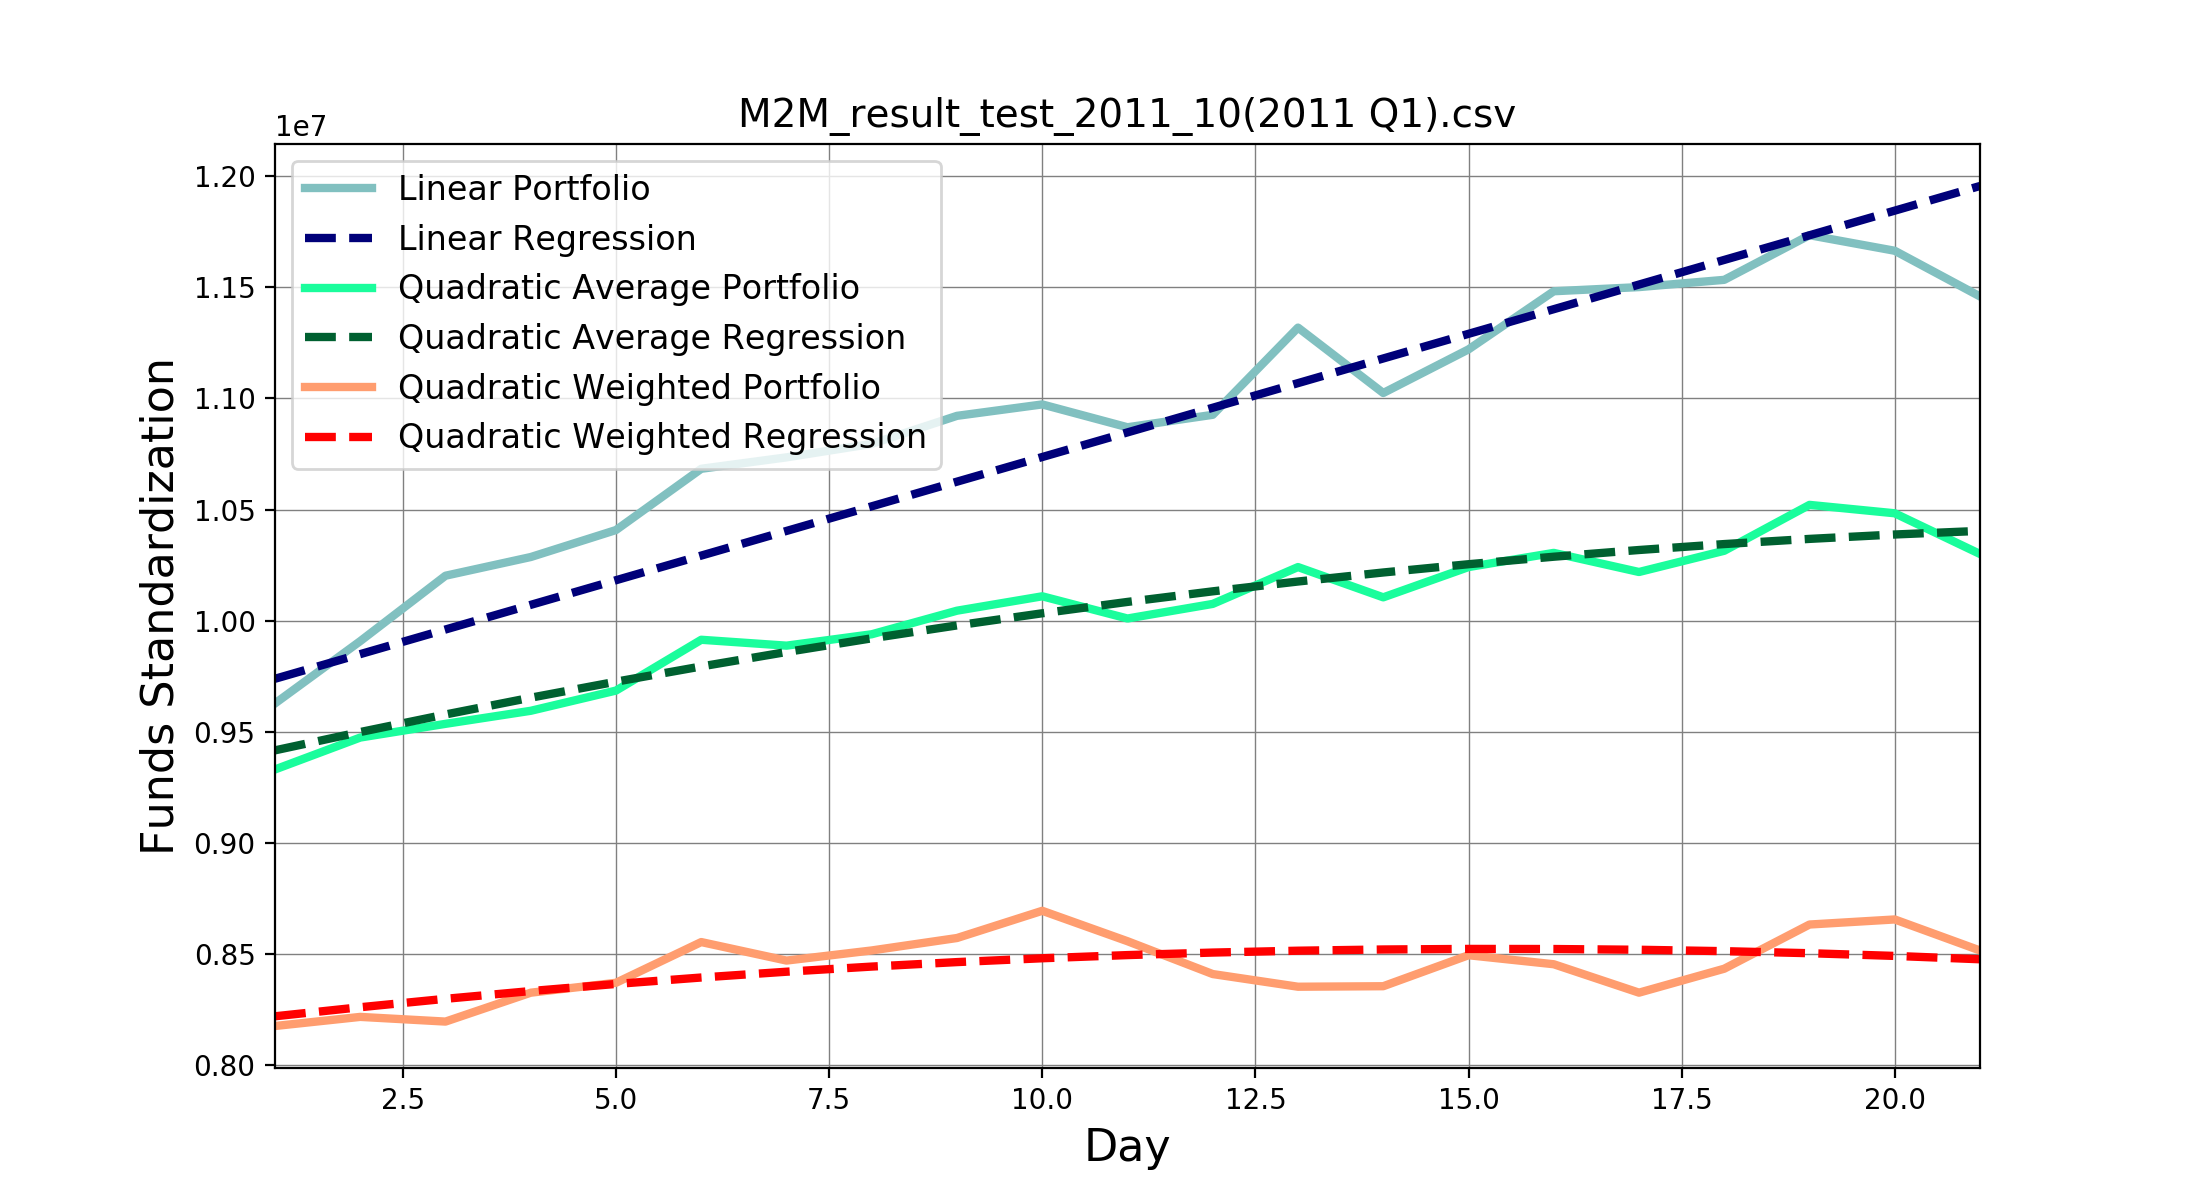 M2M_result_test_2011_10(2011 Q1).csv
1e7
1.20
1.15
1.10
1.05
1.00
0.95
0.90
0.85
0.80
Funds Standardization
Linear Portfolio
Linear Regression
Quadratic Average Portfolio
Quadratic Average Regression
Quadratic Weighted Portfolio
Quadratic Weighted Regression
2.5 5.0 7.5 10.0 12.5 15.0 17.5 20.0
Day